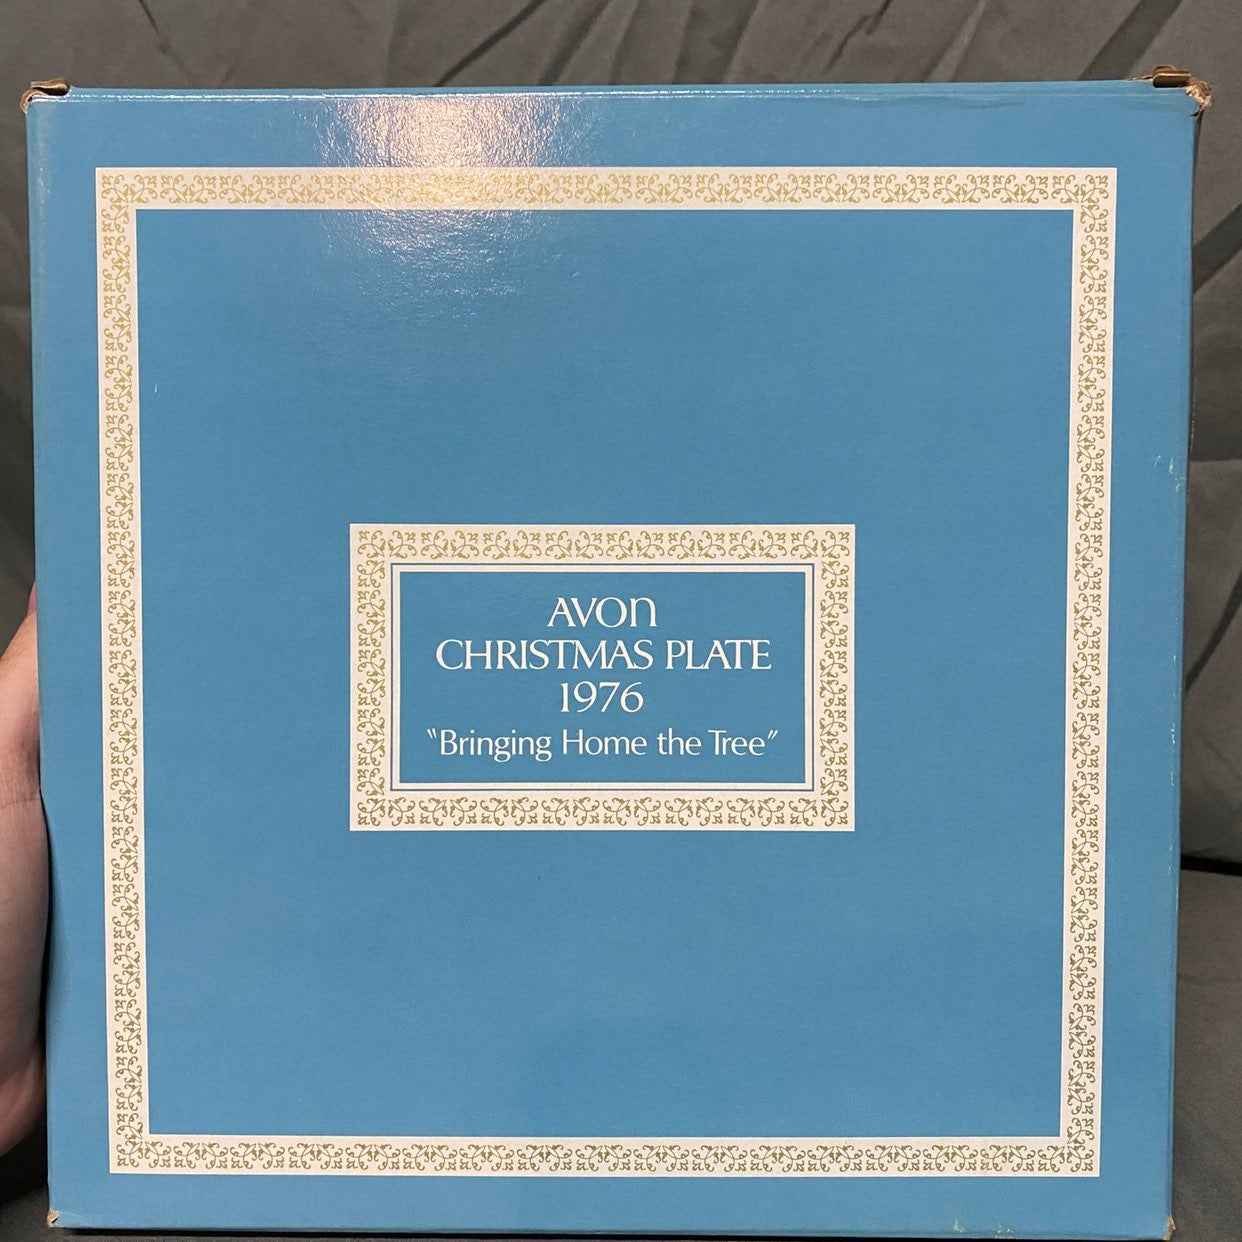 AVON
CHRISTMAS PLATE
1976
"Bringing Home the Tree"